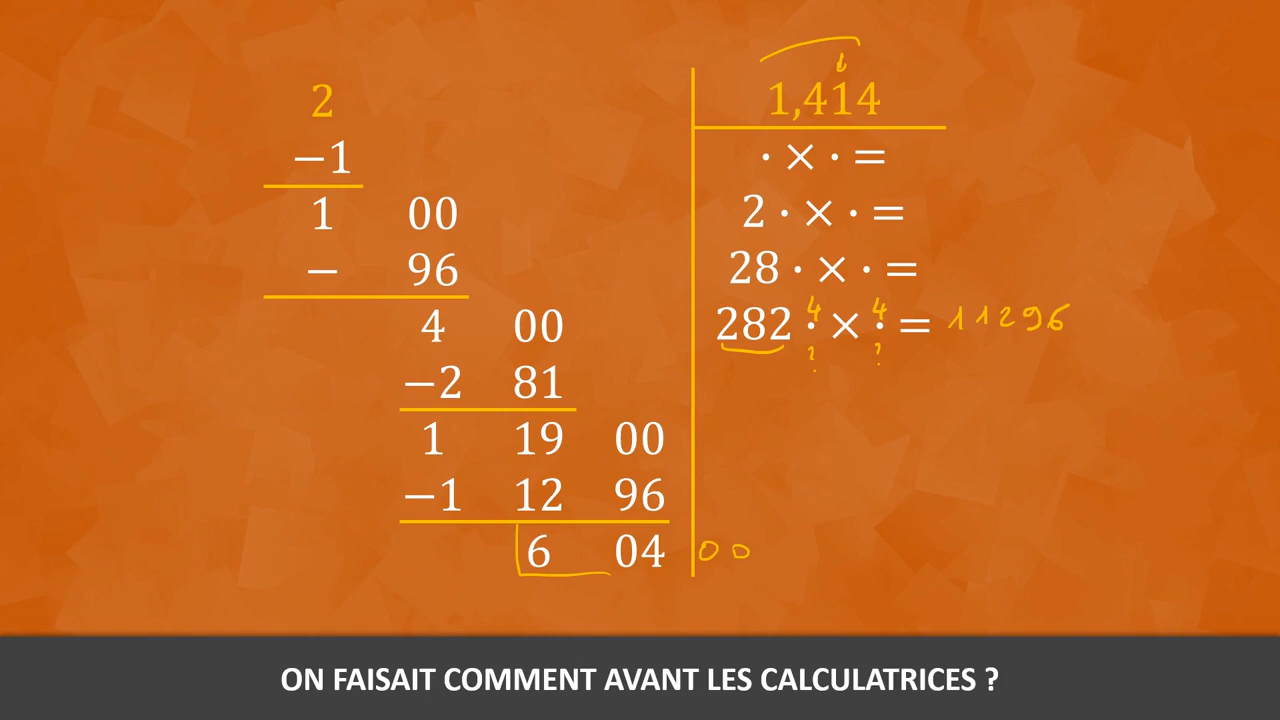 2
−1
1 00
− 96
4 00
−2 81
1 19 00
−1 12 96
6 04 00
1,414
· × · =
2 · × · =
28 · × · =
4 4
282 · × · = 11296
? ?
ON FAISAIT COMMENT AVANT LES CALCULATRICES ?